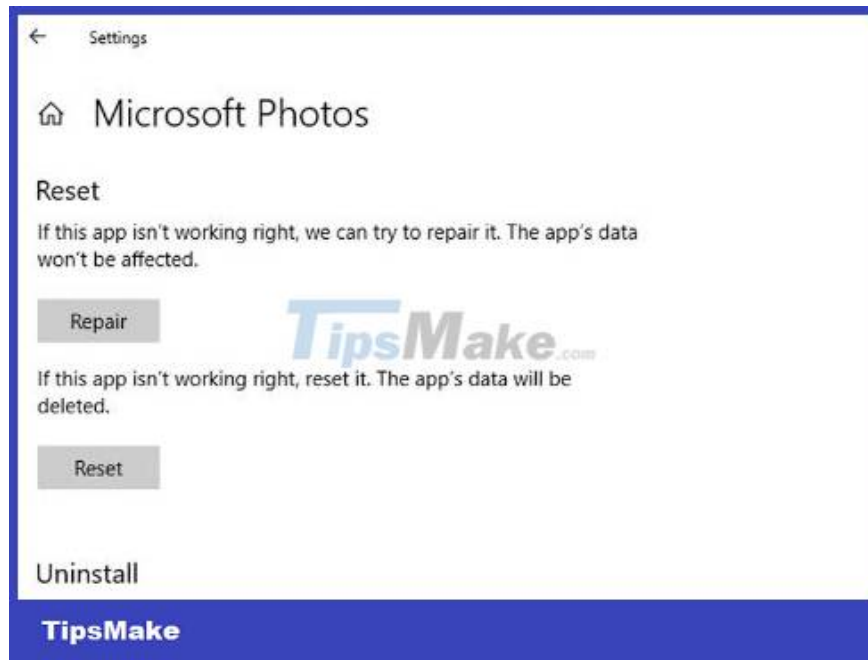 Settings
Microsoft Photos
Reset
If this app isn't working right, we can try to repair it. The app's data
won't be affected.
Repair
TipsMake.com
If this app isn't working right, reset it. The app's data will be
deleted.
Reset
Uninstall
TipsMake